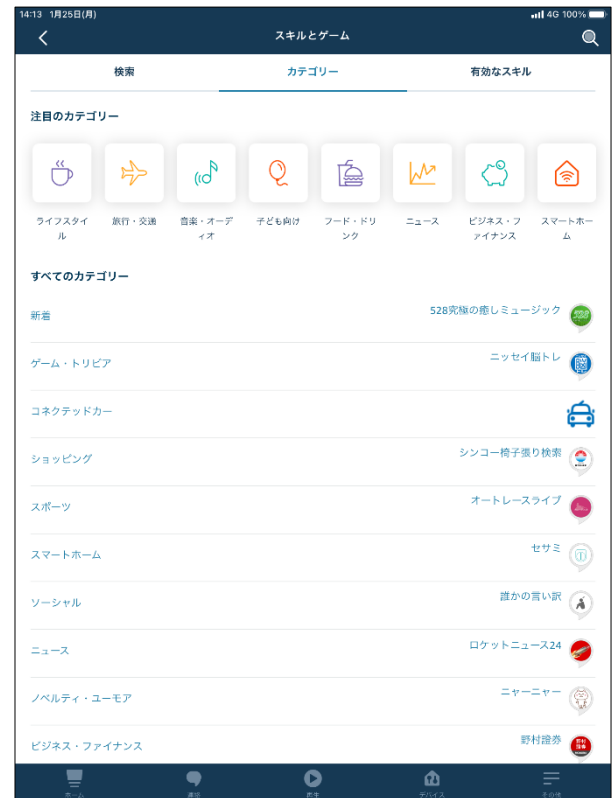 14:13 1月25日(月) 4G 100%
スキルとゲーム
検索 カテゴリー 有効なスキル
注目のカテゴリー
ライフスタイ
ル
旅行・交通
音楽・オーデ
ィオ
子ども向け
フード・ドリ
ンク
ニュース
ビジネス・フ
ァイナンス
スマートホー
ム
すべてのカテゴリー
新着 528究極の癒しミュージック
ゲーム・トリビア ニッセイ脳トレ
コネクテッドカー
ショッピング シンコー椅子張り検索
スポーツ オートレースライブ
スマートホーム セサミ
ソーシャル 誰かの言い訳
ニュース ロケットニュース24
ノベルティ・ユーモア ニャーニャー
ビジネス・ファイナンス 野村證券
ホーム 連絡 再生 デバイス その他